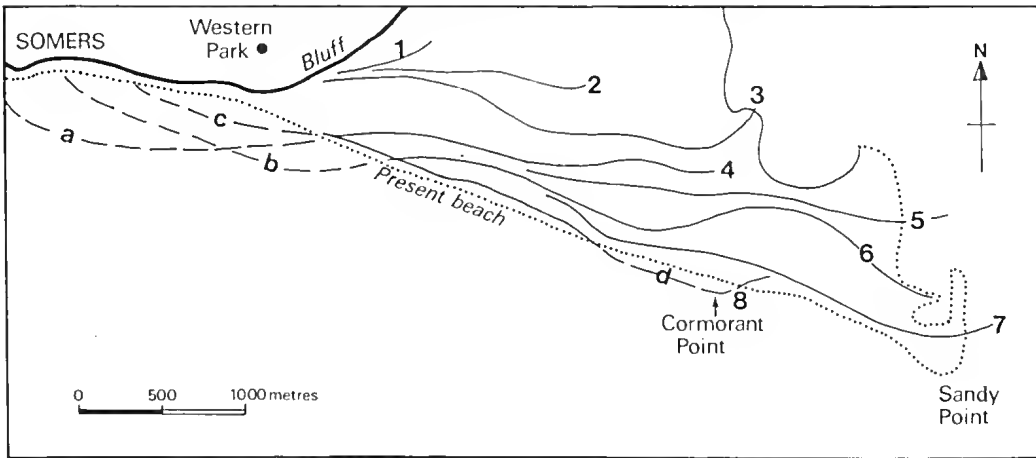 SOMERS
Western
Park
Bluff
1
2
3
N
a
c
b
4
Present beach
5
6
d
8
7
Cormorant
Point
Sandy
Point
0 500 1000 metres